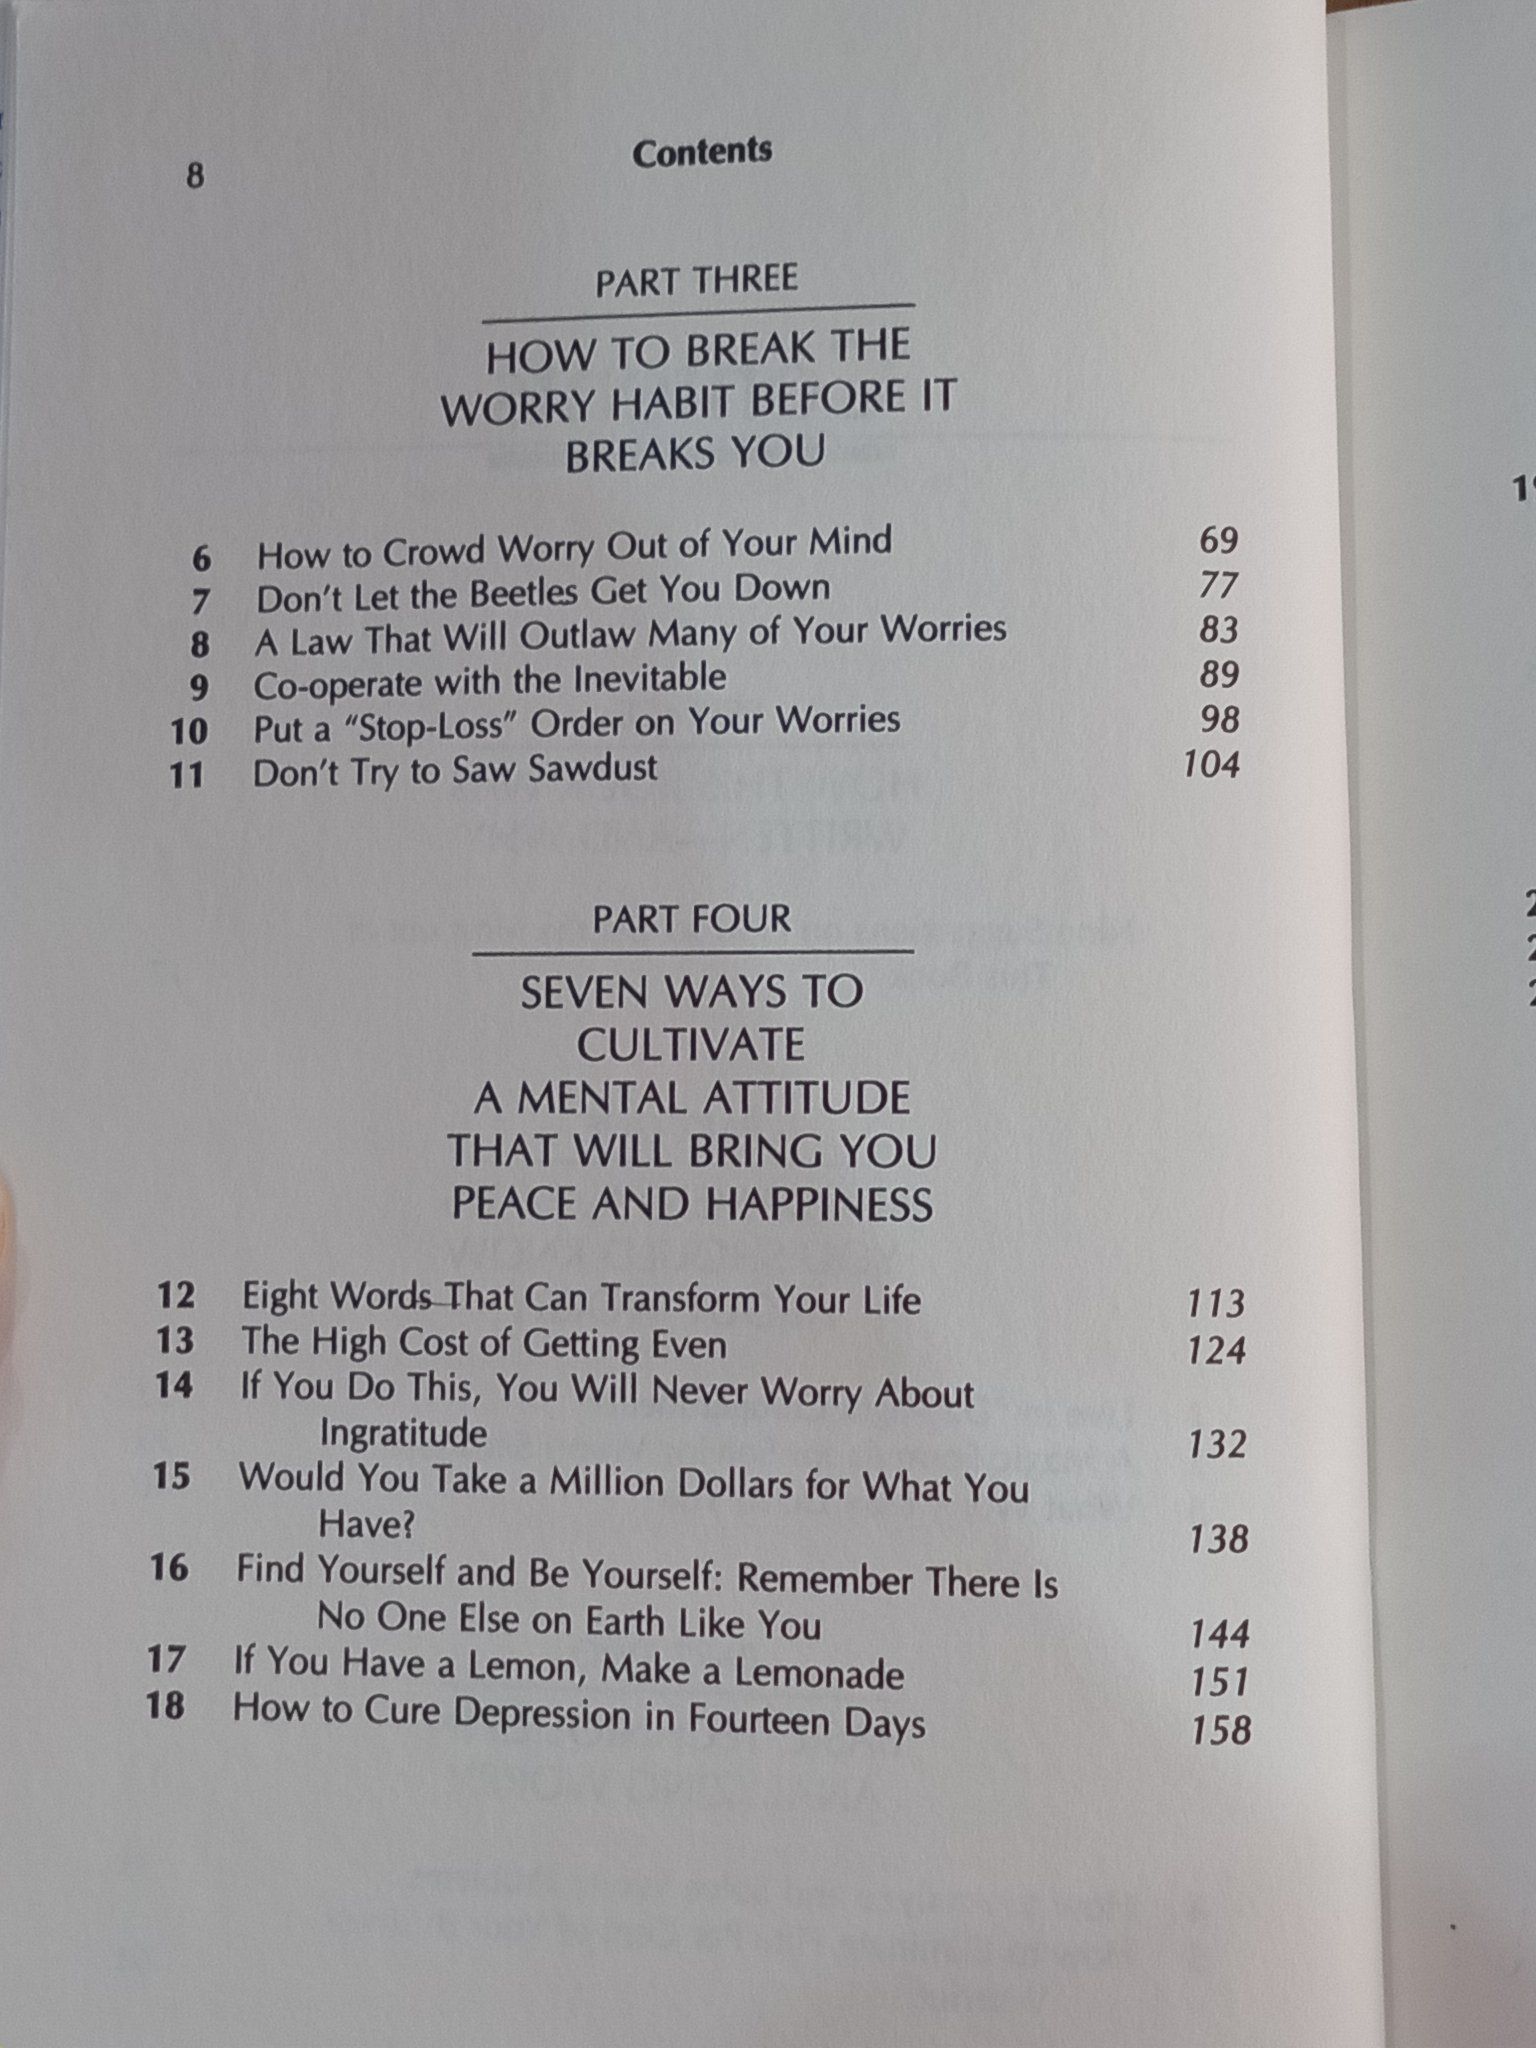 8
Contents
PART THREE
HOW TO BREAK THE
WORRY HABIT BEFORE IT
BREAKS YOU
6 How to Crowd Worry Out of Your Mind 69
7 Don't Let the Beetles Get You Down 77
8 A Law That Will Outlaw Many of Your Worries 83
9 Co-operate with the Inevitable 89
10 Put a "Stop-Loss" Order on Your Worries 98
11 Don't Try to Saw Sawdust 104
PART FOUR
SEVEN WAYS TO
CULTIVATE
A MENTAL ATTITUDE
THAT WILL BRING YOU
PEACE AND HAPPINESS
12 Eight Words That Can Transform Your Life 113
13 The High Cost of Getting Even 124
14 If You Do This, You Will Never Worry About
Ingratitude 132
15 Would You Take a Million Dollars for What You
Have? 138
16 Find Yourself and Be Yourself: Remember There Is
No One Else on Earth Like You 144
17 If You Have a Lemon, Make a Lemonade 151
18 How to Cure Depression in Fourteen Days 158